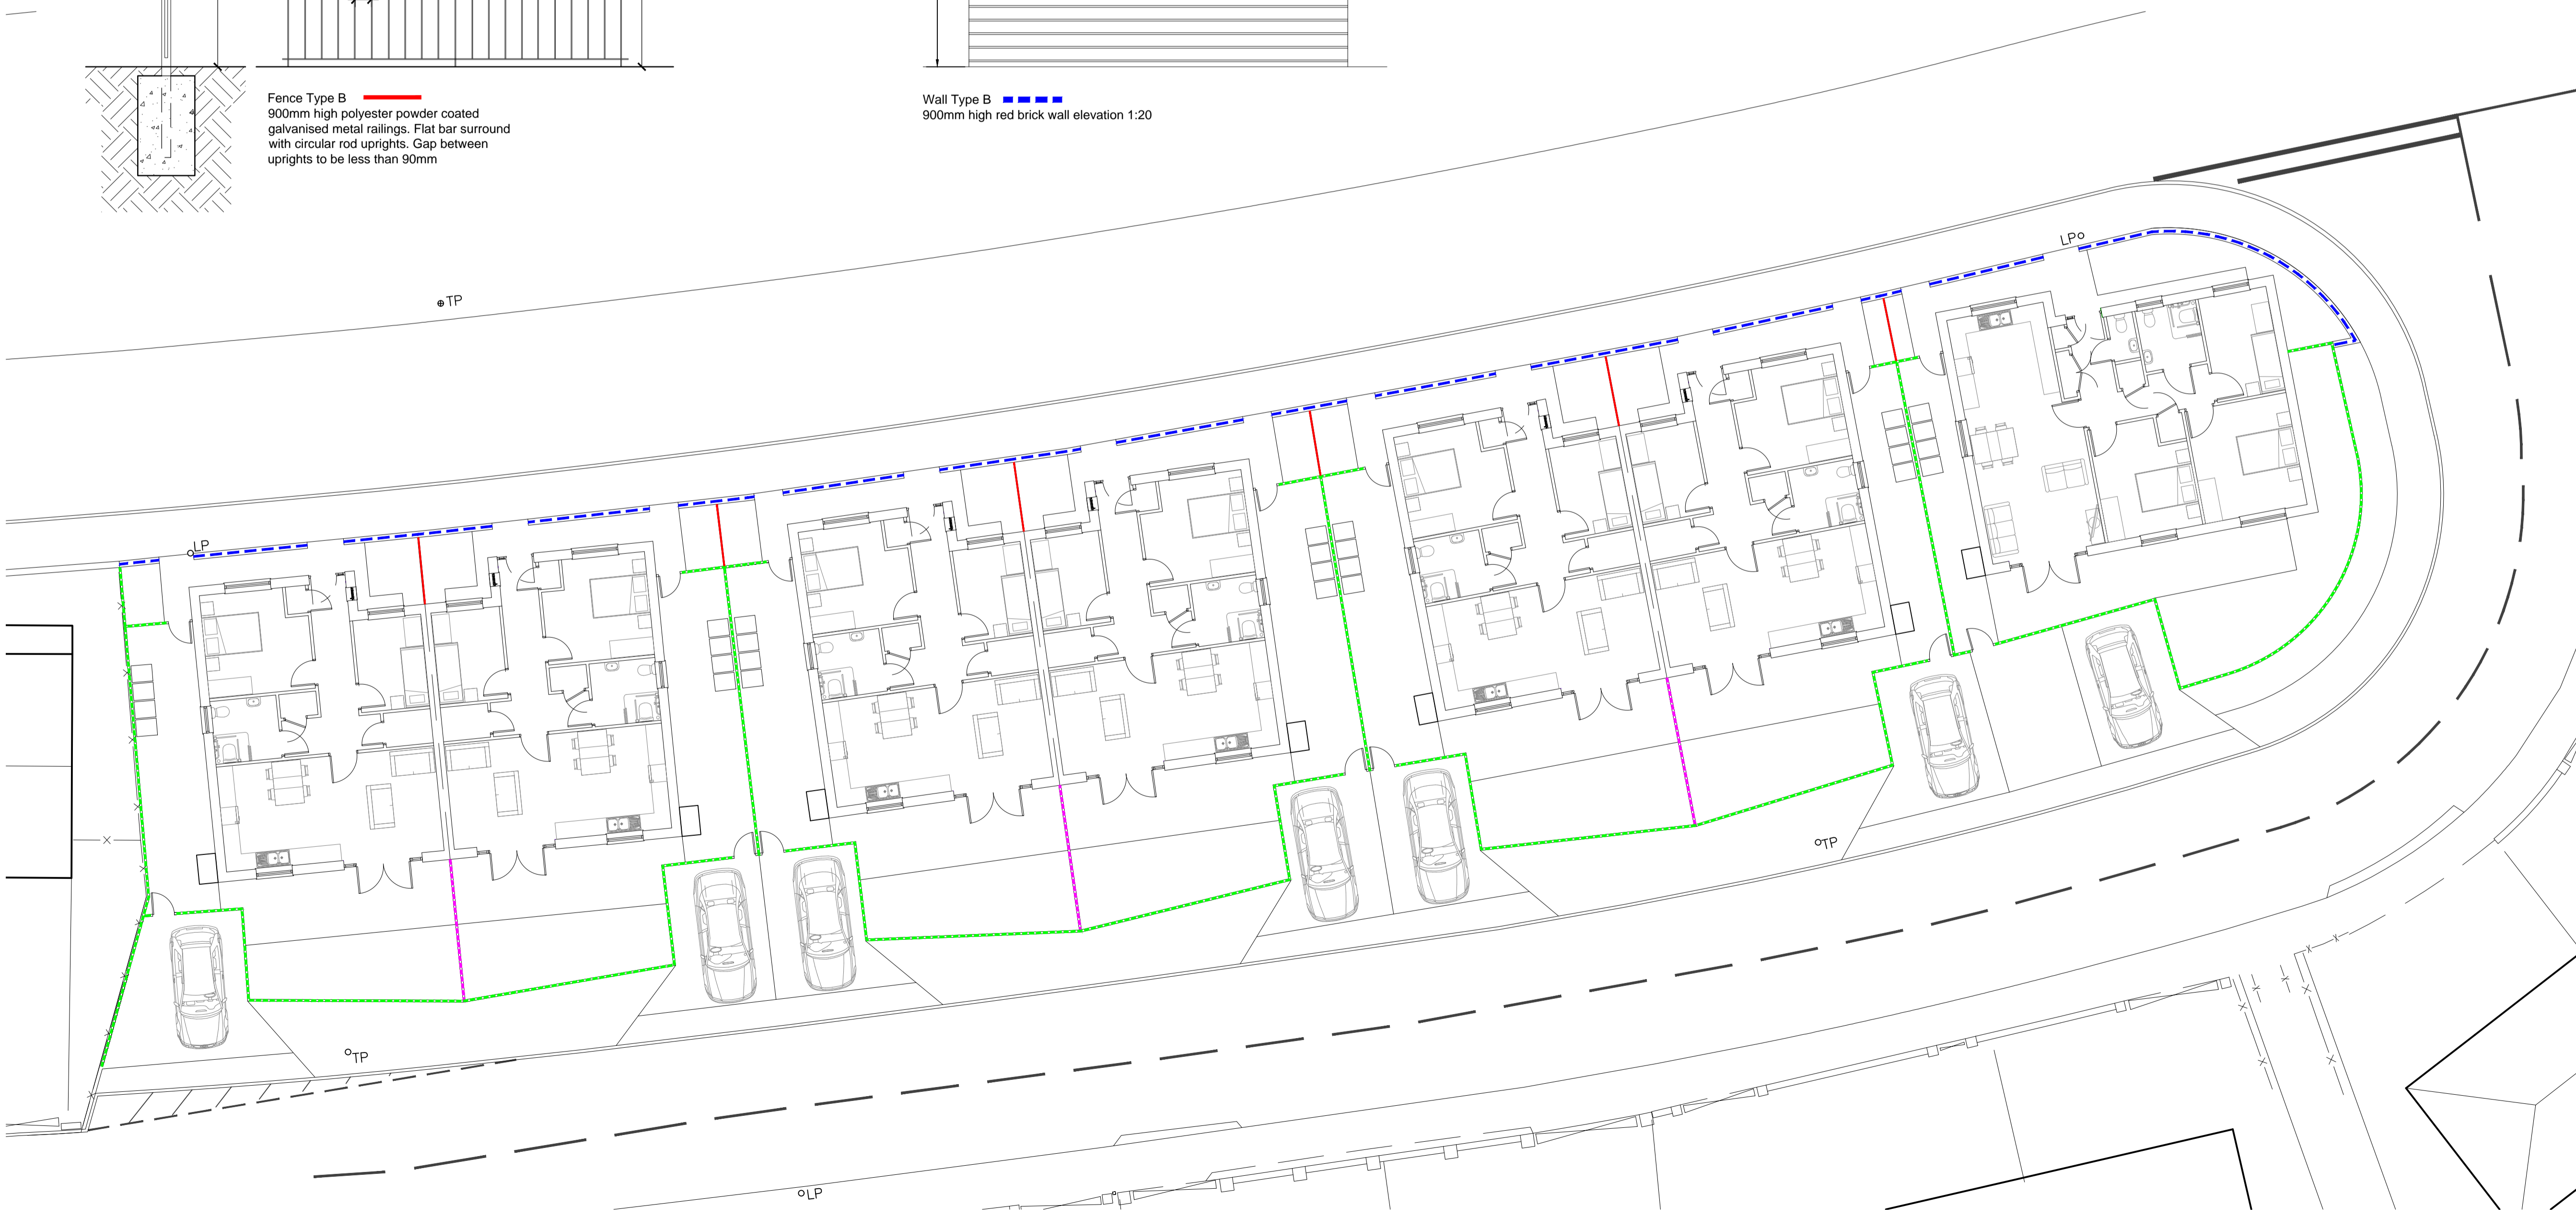 Fence Type B
900mm high polyester powder coated
galvanised metal railings. Flat bar surround
with circular rod uprights. Gap between
uprights to be less than 90mm
Wall Type B
900mm high red brick wall elevation 1:20
LP
TP
LP
TP
TP
LP